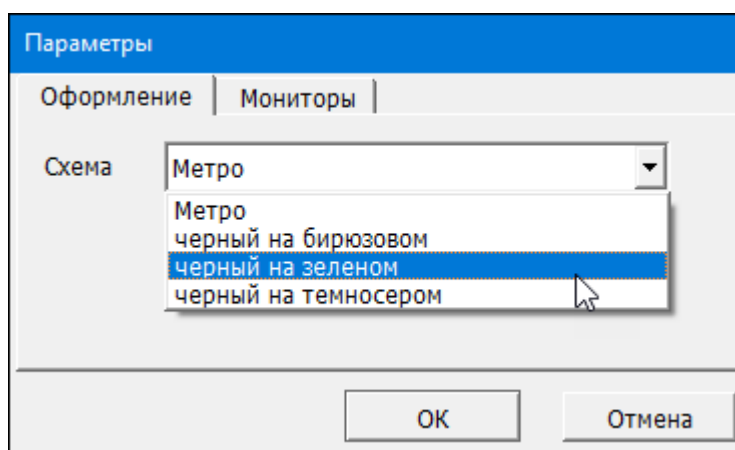 Параметры
Оформление Мониторы
Схема Метро
Метро
черный на бирюзовом
черный на зеленом
черный на темносером
ОК Отмена